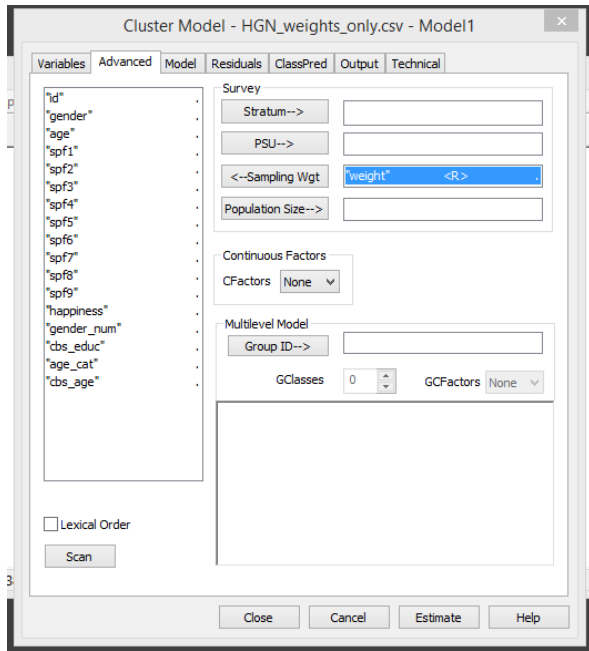 Cluster Model - HGN_weights_only.csv - Model1
Variables Advanced Model Residuals ClassPred Output Technical
"id" .
"gender" .
"age" .
"spf1" .
"spf2" .
"spf3" .
"spf4" .
"spf5" .
"spf6" .
"spf7" .
"spf8" .
"spf9" .
"happiness" .
"gender_num" .
"cbs_educ" .
"age_cat" .
"cbs_age" .
Lexical Order
Scan
Survey
Stratum-->
PSU-->
<--Sampling Wgt "weight" <R> .
Population Size-->
Continuous Factors
CFactors None
Multilevel Model
Group ID-->
GClasses 0 GCFactors None
Close Cancel Estimate Help